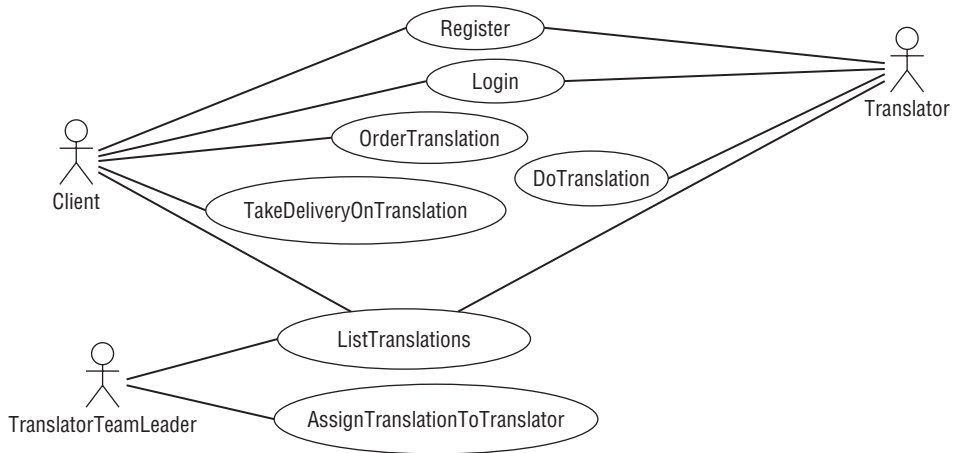 Register
Login
Translator
OrderTranslation
DoTranslation
Client
TakeDeliveryOnTranslation
ListTranslations
TranslatorTeamLeader
AssignTranslationToTranslator